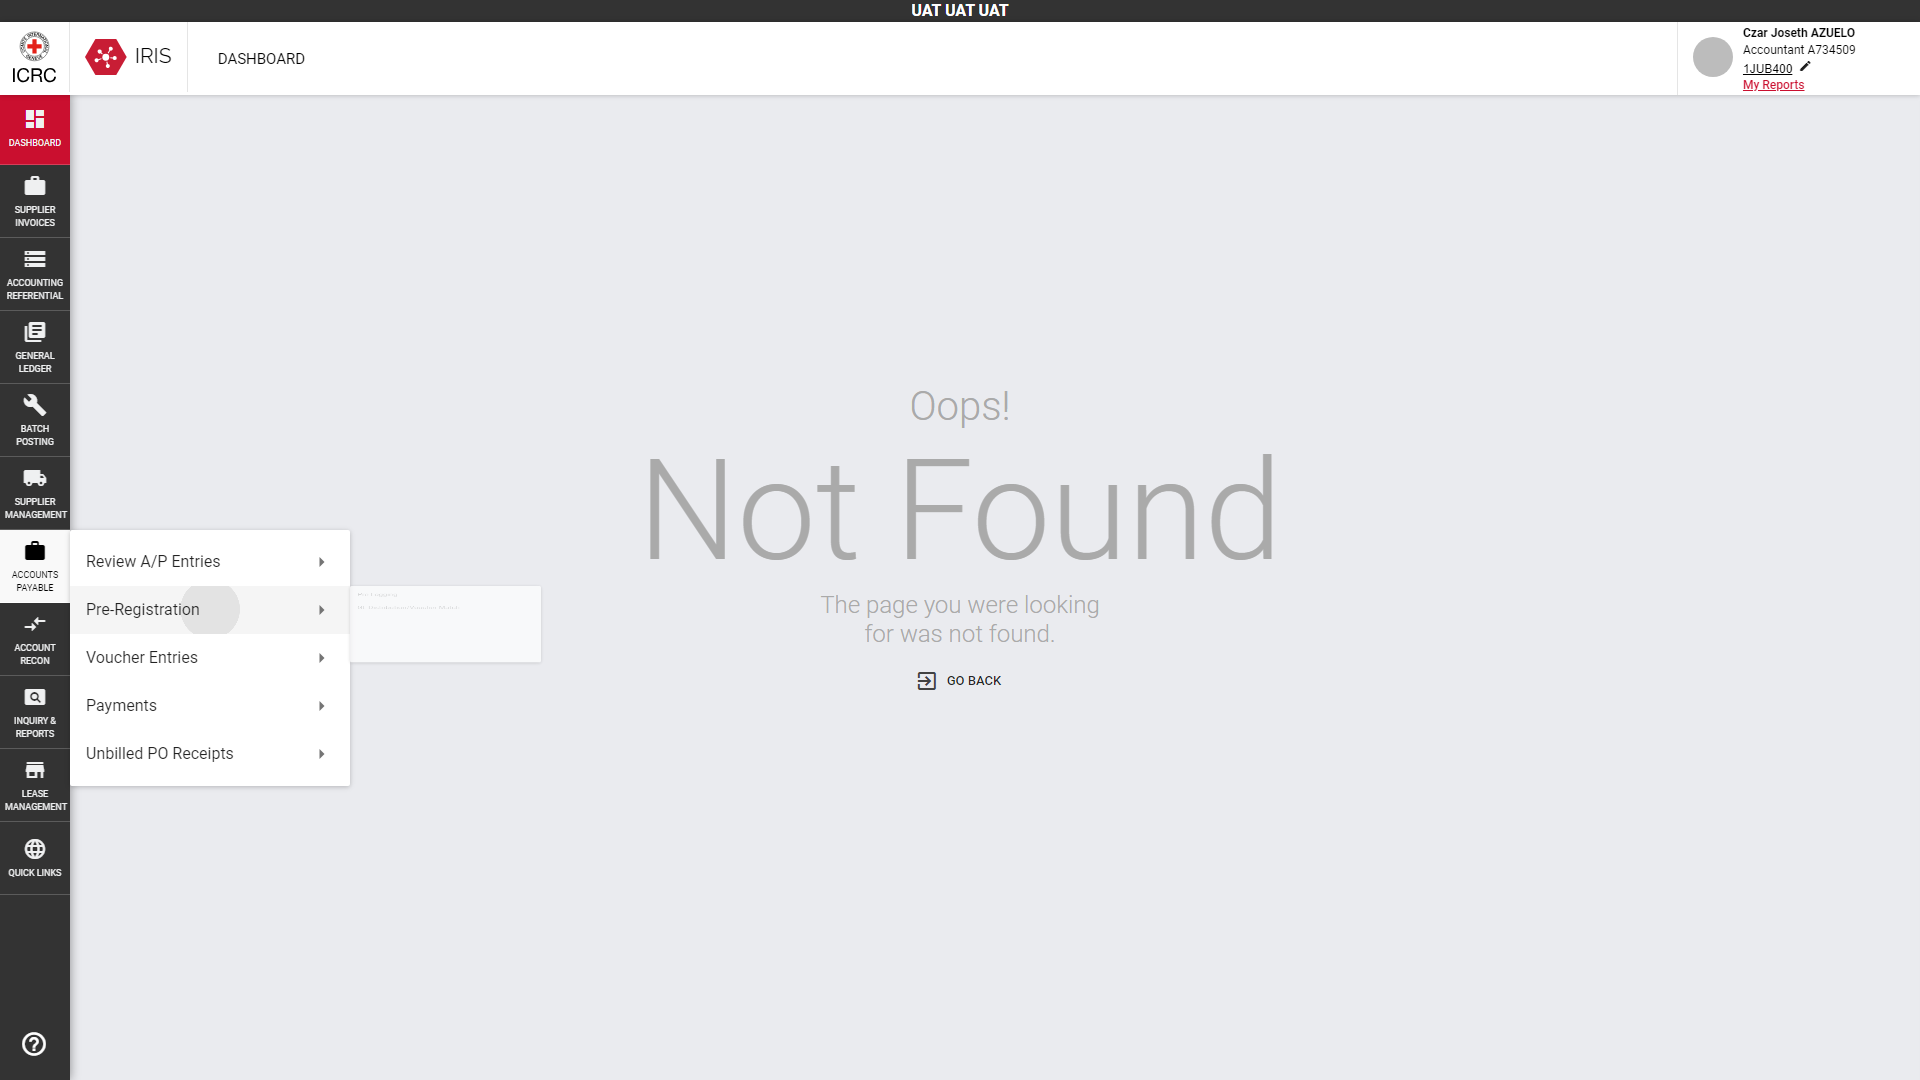 UAT UAT UAT
ICRC
IRIS
DASHBOARD
Czar Joseth AZUELO
Accountant A734509
1JUB400
My Reports
DASHBOARD
SUPPLIER
INVOICES
ACCOUNTING
REFERENTIAL
GENERAL
LEDGER
BATCH
POSTING
SUPPLIER
MANAGEMENT
ACCOUNTS
PAYABLE
ACCOUNT
RECON
INQUIRY &
REPORTS
LEASE
MANAGEMENT
QUICK LINKS
Review A/P Entries
Pre-Registration
Voucher Entries
Payments
Unbilled PO Receipts
Oops!
Not Found
The page you were looking
for was not found.
GO BACK